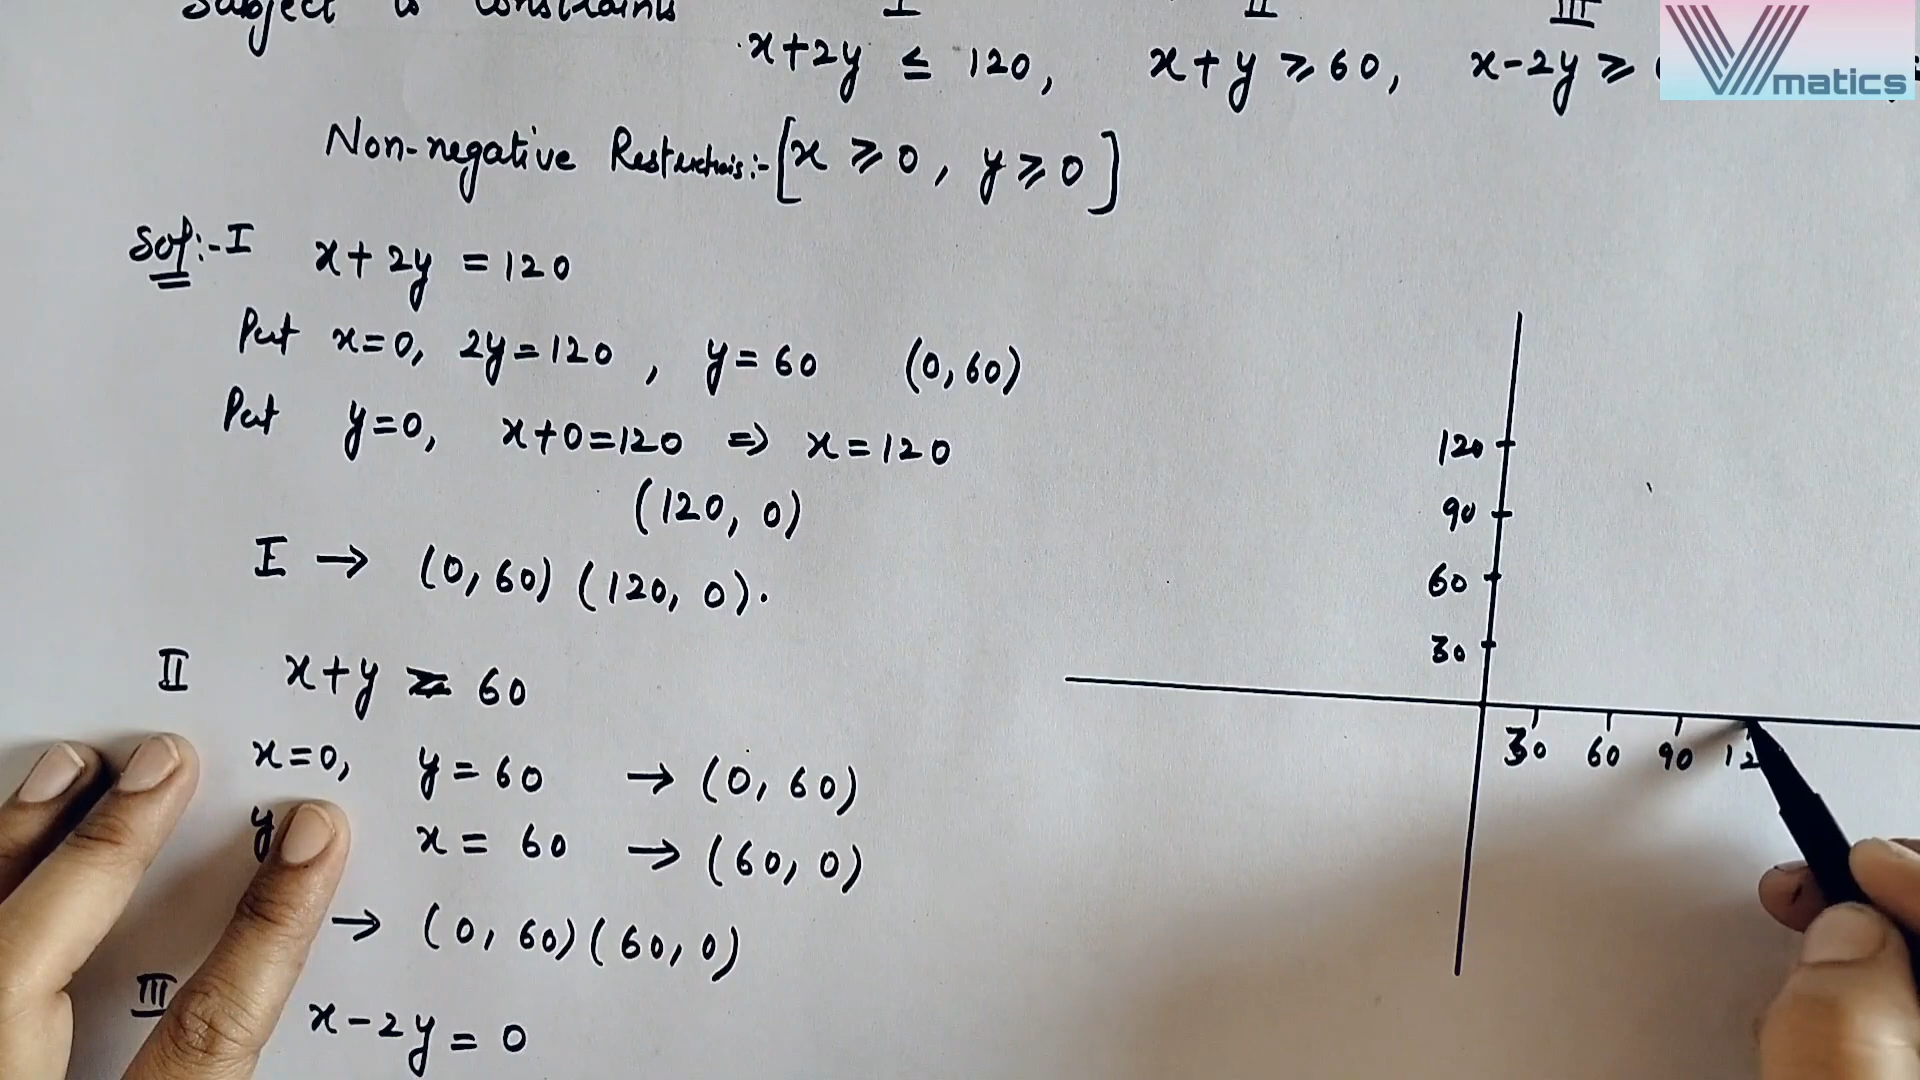 Subject to constraints
I II III
x+2y ≤ 120, x+y ≥ 60, x-2y ≥
Vmatics
Non-negative :- [x ≥ 0, y ≥ 0]
Sol:- I x+2y = 120
Put x=0, 2y=120, y=60 (0,60)
Put y=0, x+0=120 ⇒ x=120
(120, 0)
I → (0,60) (120, 0).
II x+y = 60
x=0, y=60 → (0, 60)
y x= 60 → (60, 0)
→ (0, 60) (60, 0)
III x-2y = 0
120
90
60
30
30 60 90 12